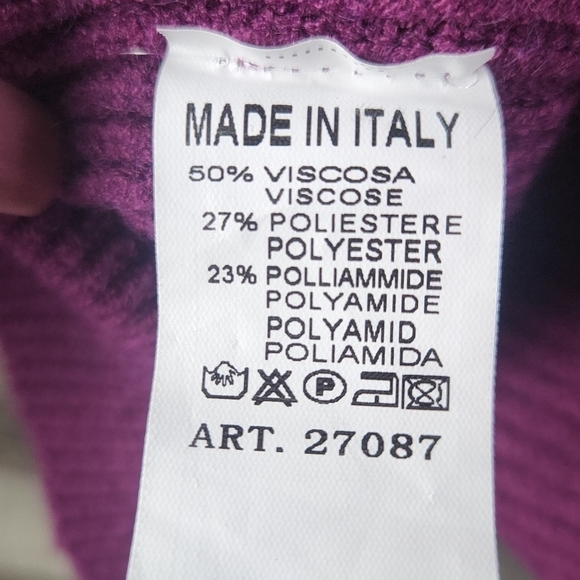 MADE IN ITALY
50% VISCOSA
VISCOSE
27% POLIESTERE
POLYESTER
23% POLLIAMMIDE
POLYAMIDE
POLYAMID
POLIAMIDA
P
ART. 27087